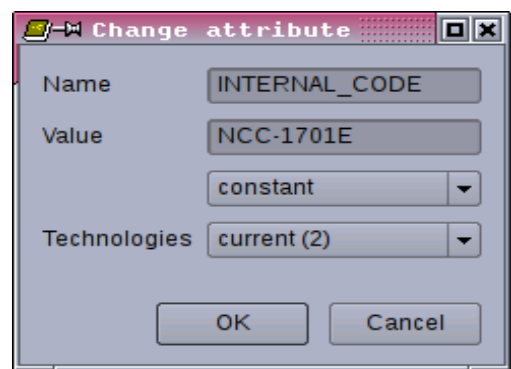 Change attribute
Name INTERNAL_CODE
Value NCC-1701E
constant
Technologies current (2)
OK Cancel